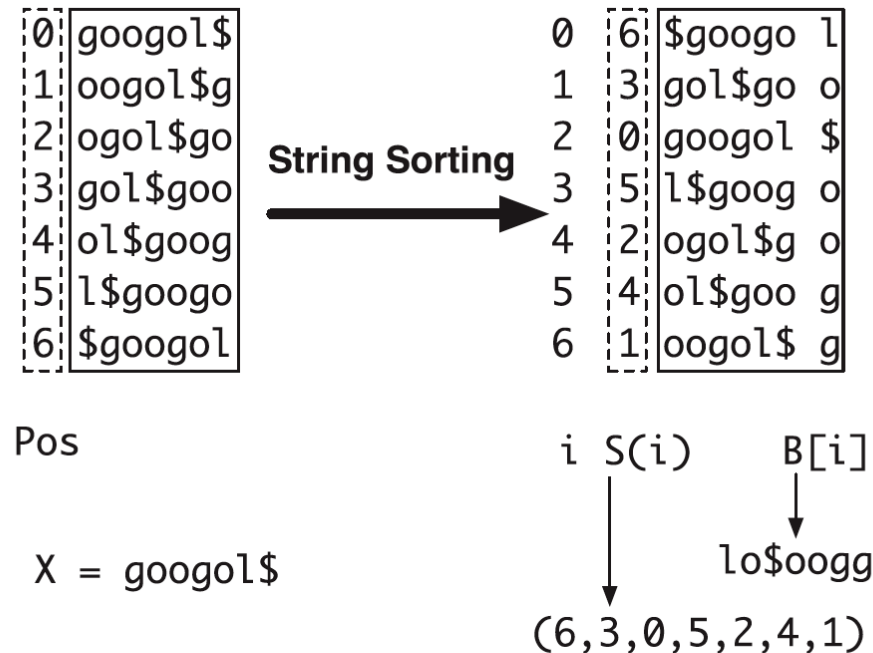 0 googol$ 0 6 $googo l
1 oogol$g 1 3 gol$go o
2 ogol$go 2 0 googol $
String Sorting
3 gol$goo 3 5 l$goog o
4 ol$goog 4 2 ogol$g o
5 l$googo 5 4 ol$goo g
6 $googol 6 1 oogol$ g
Pos i S(i) B[i]
X = googol$ lo$oogg
(6,3,0,5,2,4,1)